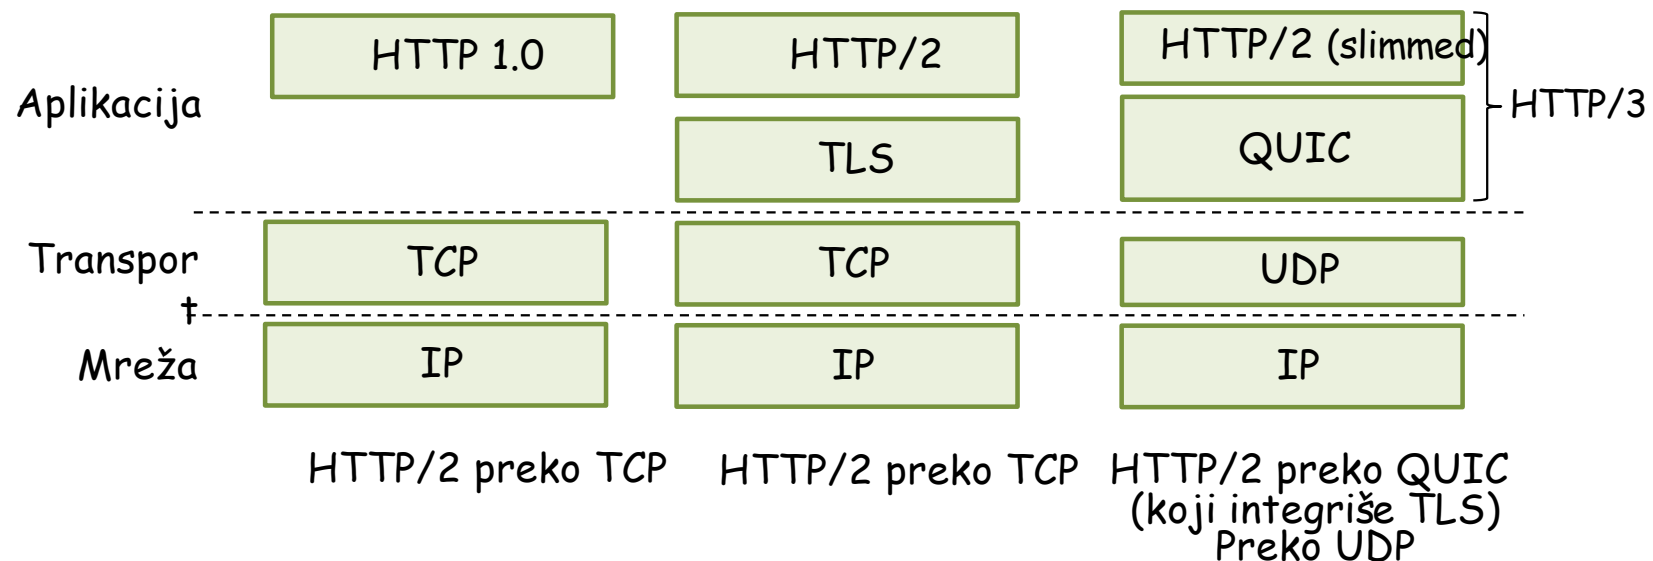 HTTP 1.0
HTTP/2
HTTP/2 (slimmed)
Aplikacija
HTTP/3
TLS
QUIC
Transpor
t
TCP
TCP
UDP
Mreža
IP
IP
IP
HTTP/2 preko TCP
HTTP/2 preko TCP
HTTP/2 preko QUIC
(koji integriše TLS)
Preko UDP